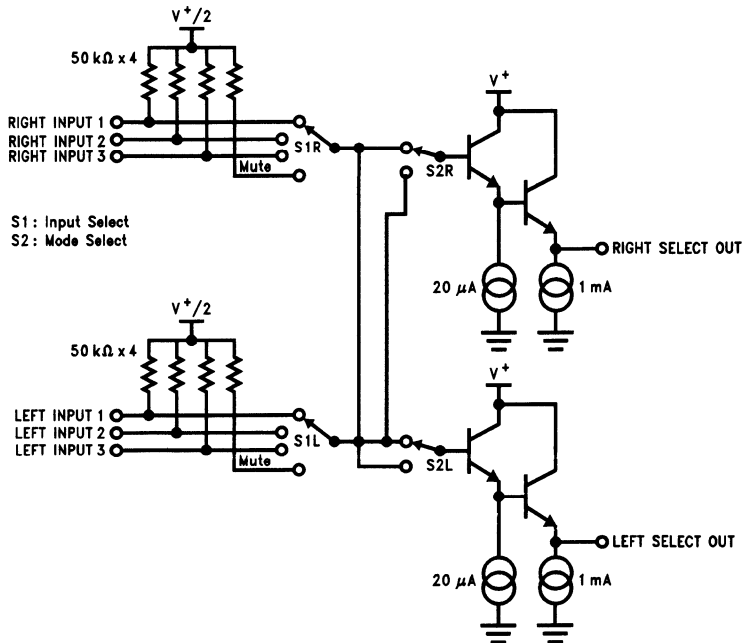 V+/2
50 kΩ x 4
RIGHT INPUT 1
RIGHT INPUT 2
RIGHT INPUT 3
Mute
S1R
S2R
V+
S1: Input Select
S2: Mode Select
RIGHT SELECT OUT
20 μA
1 mA
V+/2
50 kΩ x 4
LEFT INPUT 1
LEFT INPUT 2
LEFT INPUT 3
Mute
S1L
S2L
V+
LEFT SELECT OUT
20 μA
1 mA